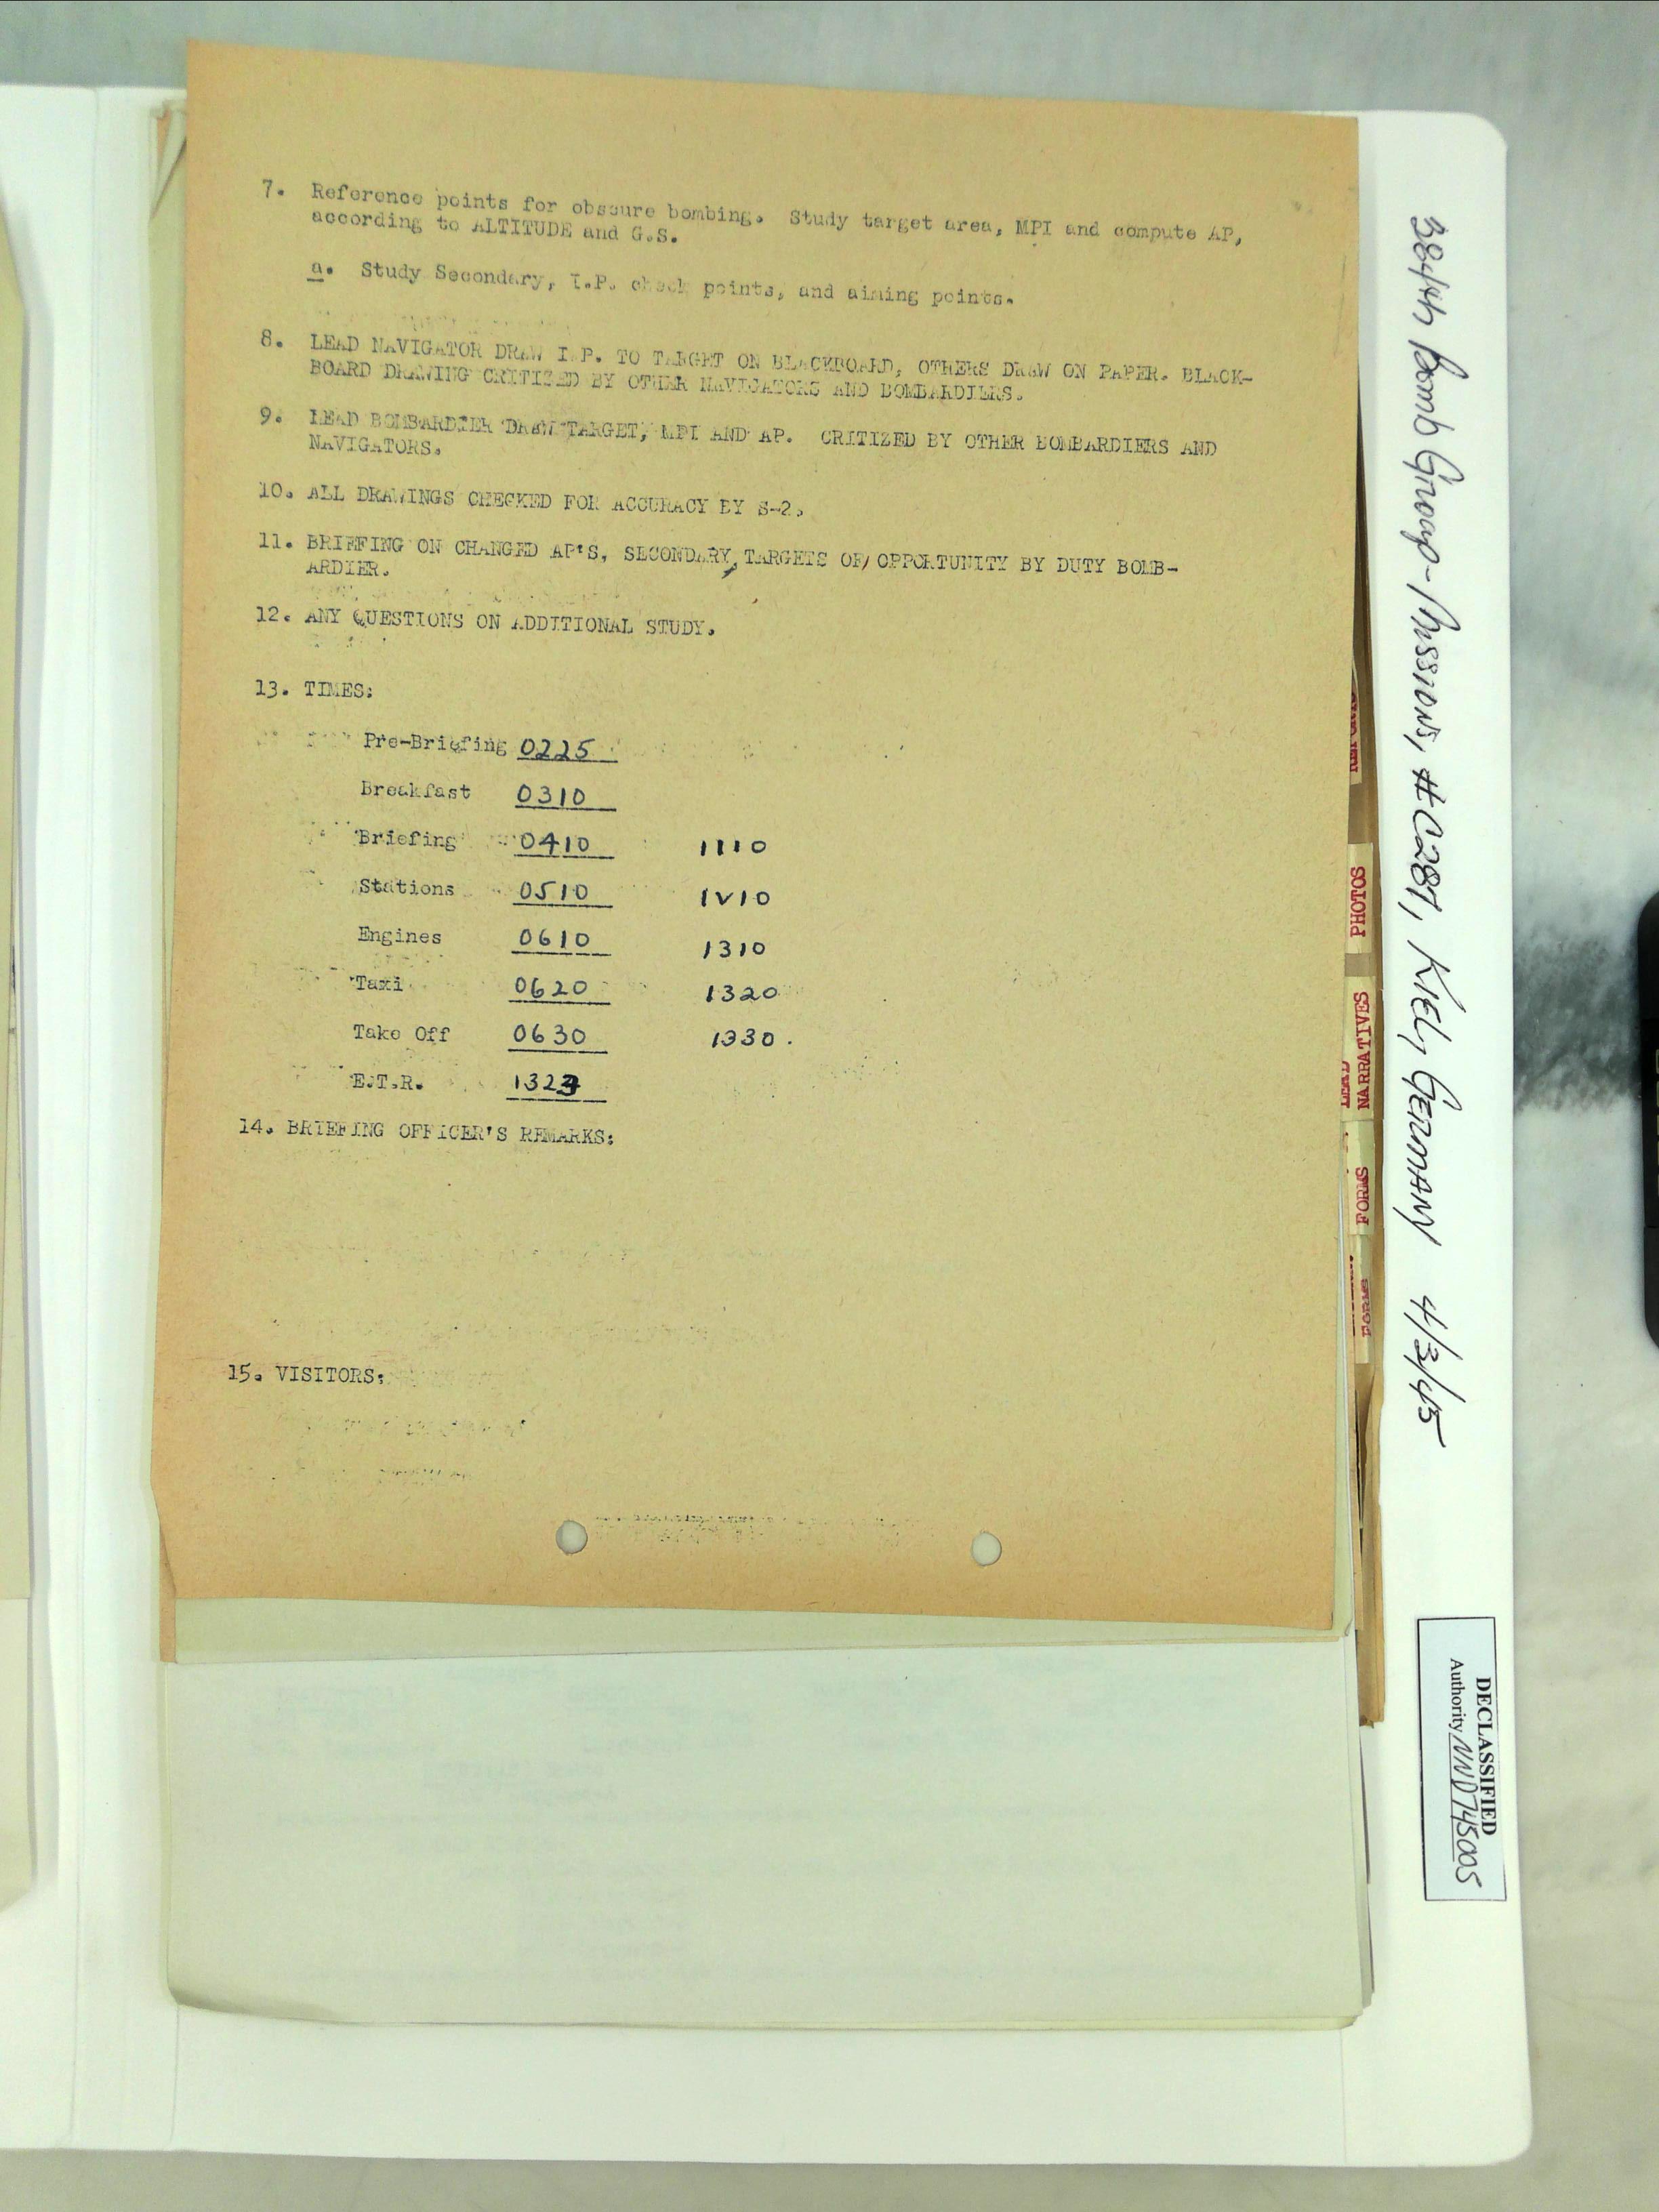 7. Reference points for obscure bombing. Study target area, MPI and compute AP,
according to ALTITUDE and G.S.
a. Study Secondary, I.P. check points, and aiming points.
8. LEAD NAVIGATOR DRAW I.P. TO TARGET ON BLACKBOARD, OTHERS DRAW ON PAPER. BLACK-
BOARD DRAWING CRITIZED BY OTHER NAVIGATORS AND BOMBARDIERS.
9. LEAD BOMBARDIER DRAW TARGET, MPI AND AP. CRITIZED BY OTHER BOMBARDIERS AND
NAVIGATORS.
10. ALL DRAWINGS CHECKED FOR ACCURACY BY S-2.
11. BRIEFING ON CHANGED AP'S, SECONDARY, TARGETS OF/ OPPORTUNITY BY DUTY BOMB-
ARDIER.
12. ANY QUESTIONS ON ADDITIONAL STUDY.
13. TIMES:
Pre-Briefing 0225
Breakfast 0310
Briefing 0410 1110
Stations 0510 1V10
Engines 0610 1310
Taxi 0620 1320
Take Off 0630 1330.
E.T.R. 1323
14. BRIEFING OFFICER'S REMARKS:
15. VISITORS:
384th Bomb Group-Missions, #C281, KIEL, GERMANY 4/3/45
PHOTOS
LEAD
NARRATIVES
FORMS
FORMS
DECLASSIFIED
Authority NND745005